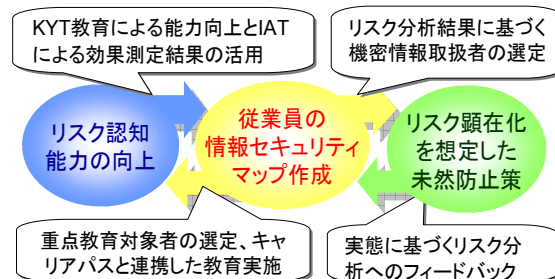 KYT教育による能力向上とIAT
による効果測定結果の活用
リスク分析結果に基づく
機密情報取扱者の選定
リスク認知
能力の向上
従業員の
情報セキュリティ
マップ作成
リスク顕在化
を想定した
未然防止策
重点教育対象者の選定、キャ
リアパスと連携した教育実施
実態に基づくリスク分
析へのフィードバック